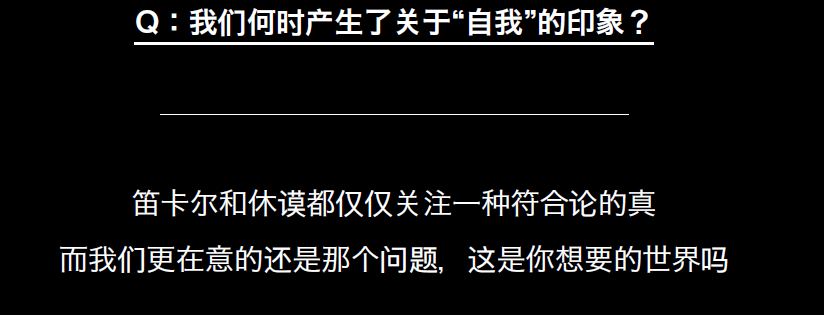 Q：我们何时产生了关于“自我”的印象？
笛卡尔和休谟都仅仅关注一种符合论的真
而我们更在意的还是那个问题，这是你想要的世界吗